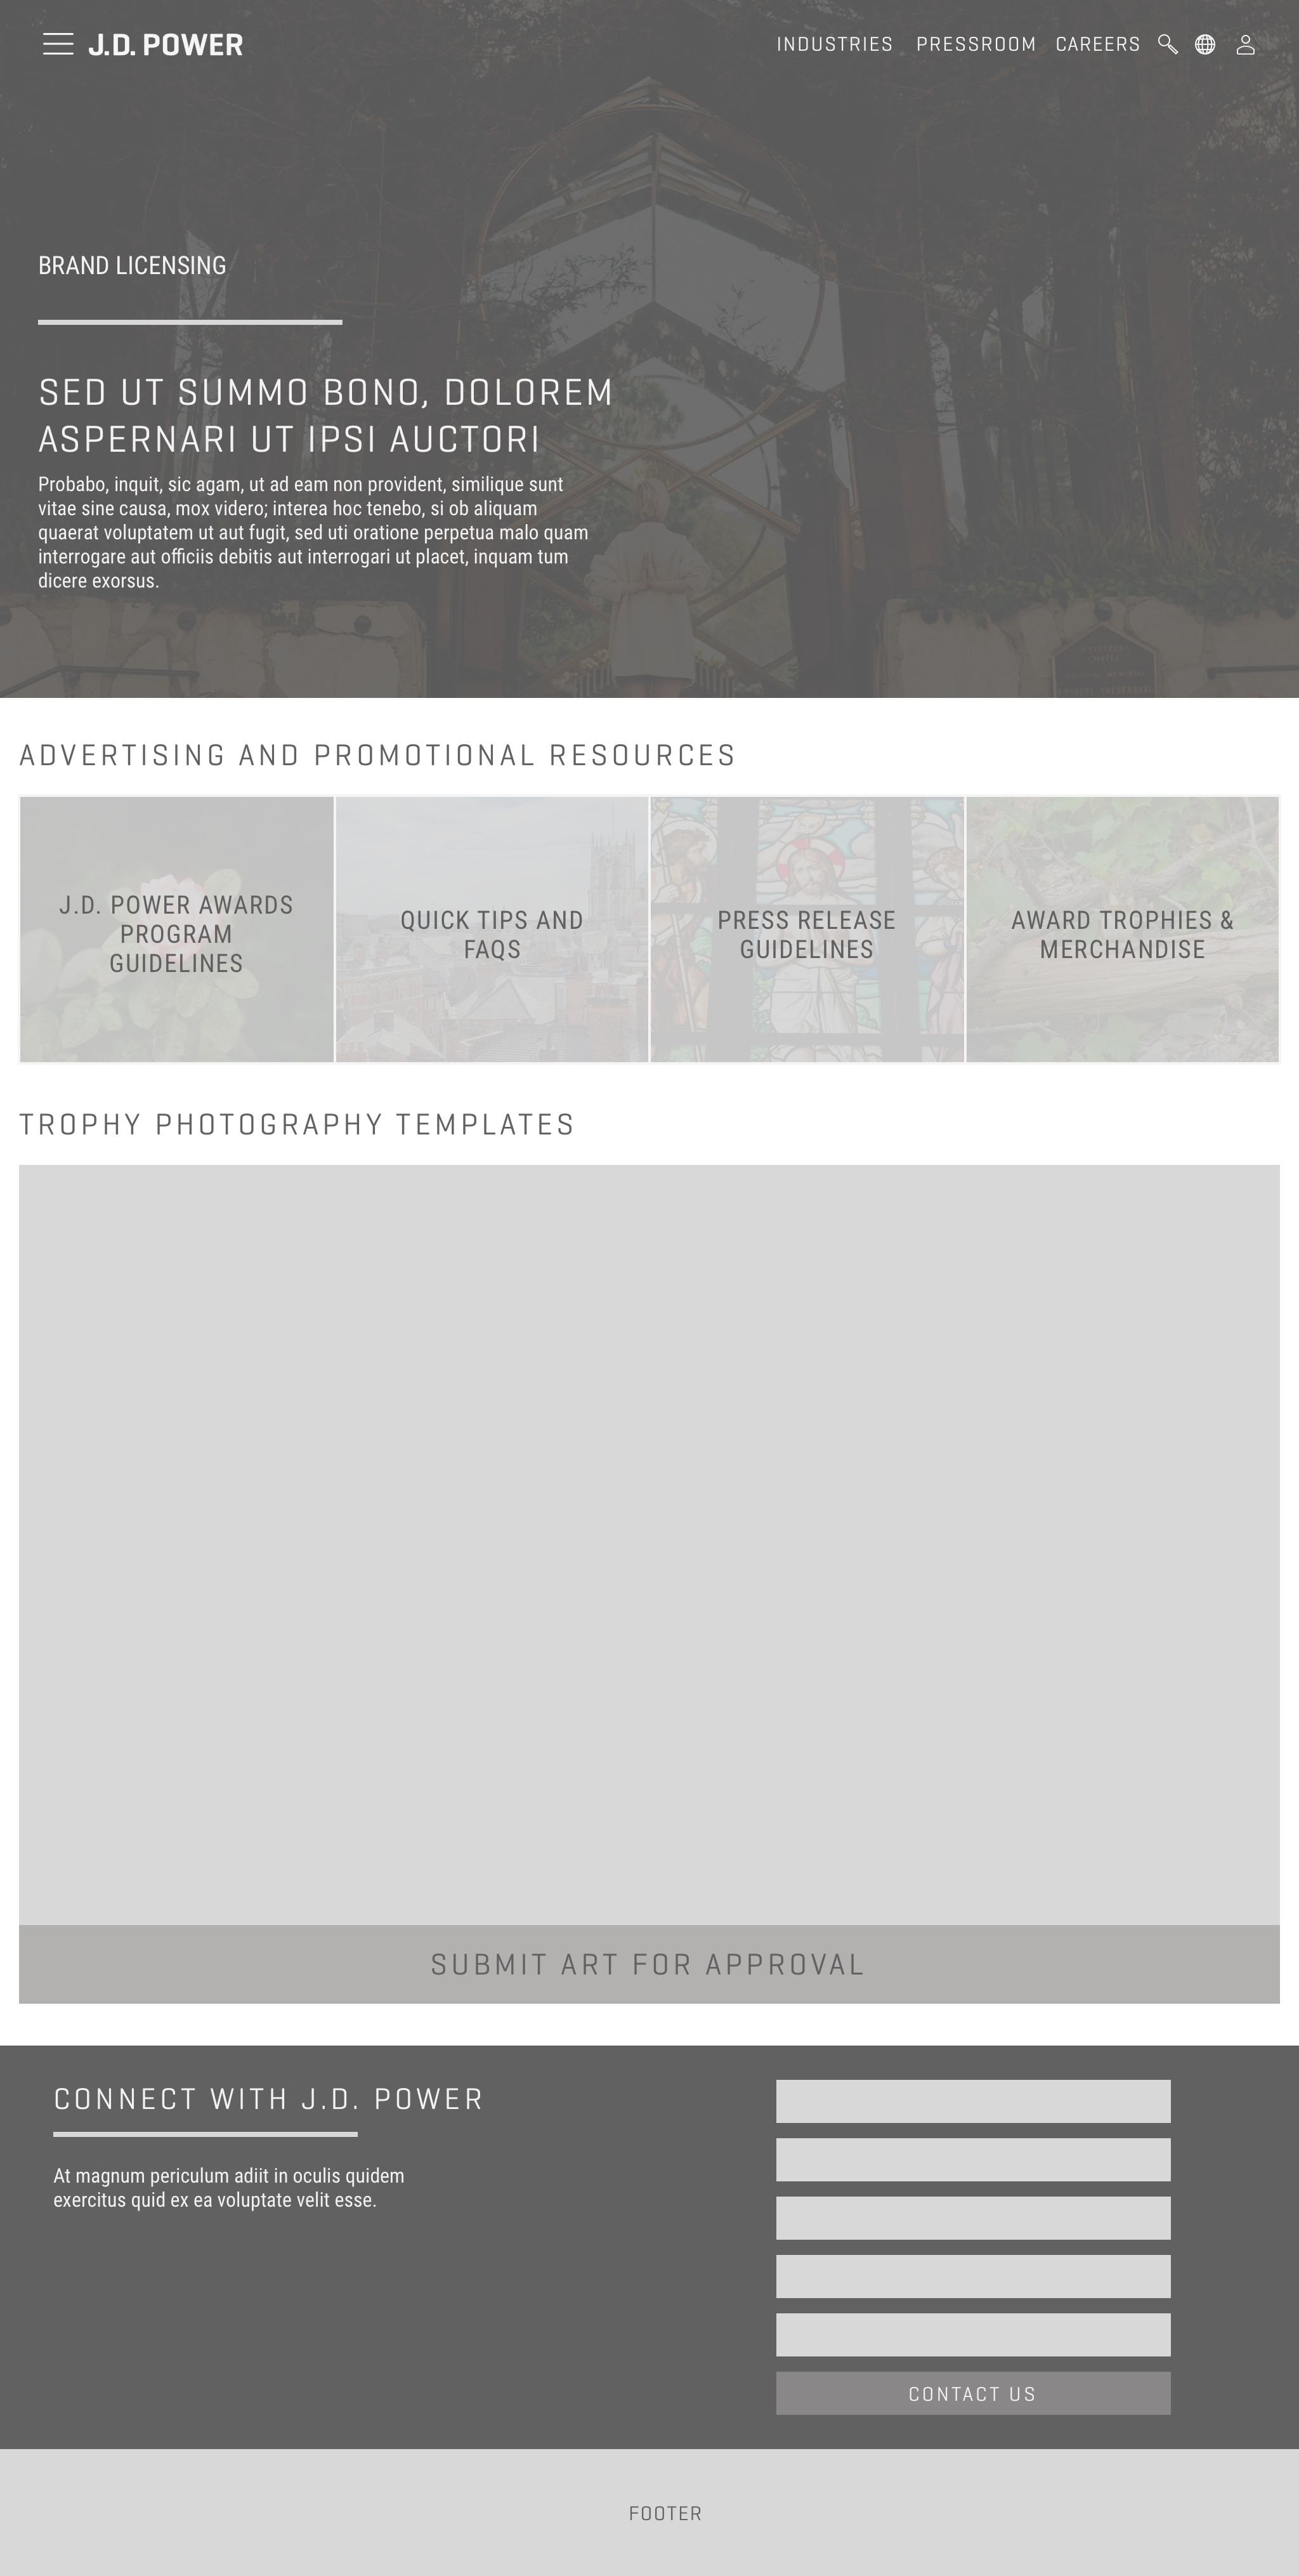 J.D. POWER
INDUSTRIES PRESSROOM CAREERS
BRAND LICENSING
SED UT SUMMO BONO, DOLOREM
ASPERNARI UT IPSI AUCTORI
Probabo, inquit, sic agam, ut ad eam non provident, similique sunt
vitae sine causa, mox videro; interea hoc tenebo, si ob aliquam
quaerat voluptatem ut aut fugit, sed uti oratione perpetua malo quam
interrogare aut officiis debitis aut interrogari ut placet, inquam tum
dicere exorsus.
ADVERTISING AND PROMOTIONAL RESOURCES
J.D. POWER AWARDS
PROGRAM
GUIDELINES
QUICK TIPS AND
FAQS
PRESS RELEASE
GUIDELINES
AWARD TROPHIES &
MERCHANDISE
TROPHY PHOTOGRAPHY TEMPLATES
SUBMIT ART FOR APPROVAL
CONNECT WITH J.D. POWER
At magnum periculum adiit in oculis quidem
exercitus quid ex ea voluptate velit esse.
CONTACT US
FOOTER